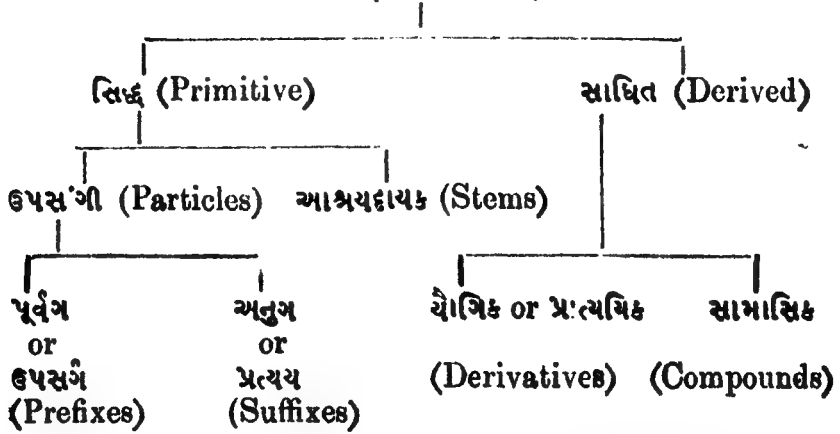 સિદ્ધ (Primitive) સાધિત (Derived)
ઉપસંગી (Particles) આશ્રયદાયક (Stems)
પૂર્વગ અનુગ યૌગિક or પ્રાત્યયિક સામાસિક
or or
ઉપસર્ગ પ્રત્યય (Derivatives) (Compounds)
(Prefixes) (Suffixes)